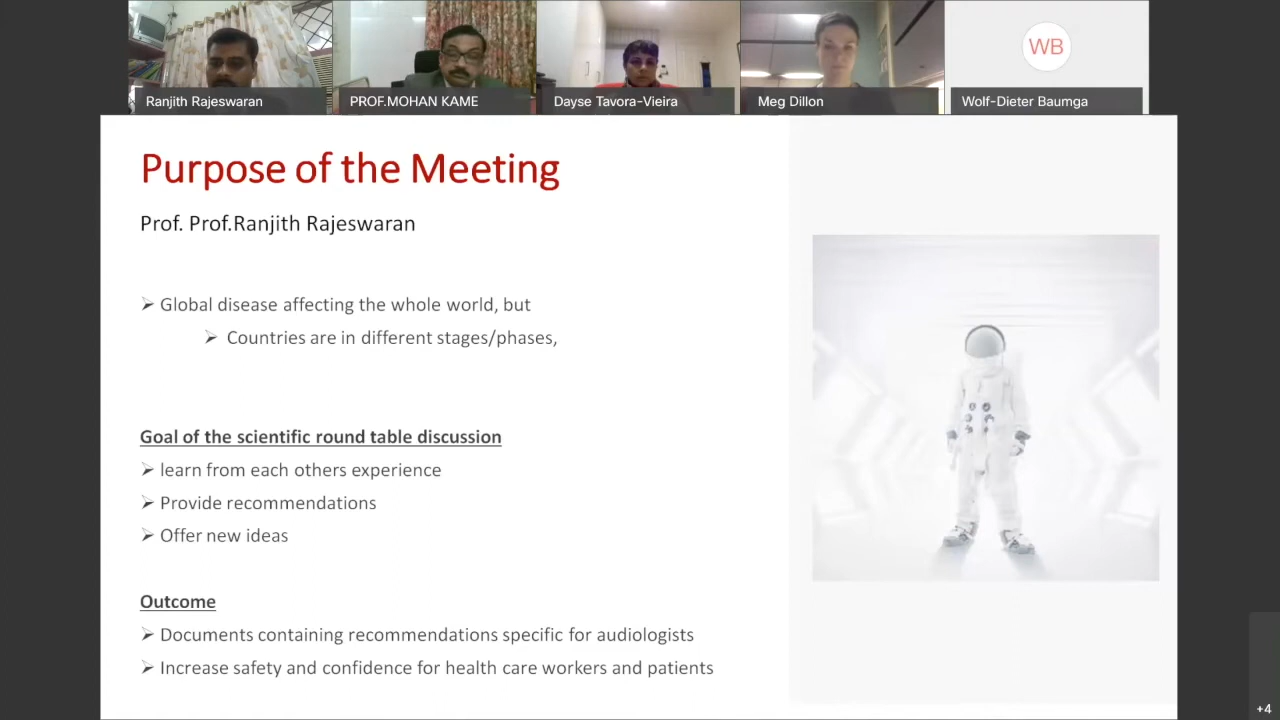 WB
Ranjith Rajeswaran
PROF.MOHAN KAME
Dayse Tavora-Vieira
Meg Dillon
Wolf-Dieter Baumga
Purpose of the Meeting
Prof. Prof.Ranjith Rajeswaran
➢ Global disease affecting the whole world, but
➢ Countries are in different stages/phases,
Goal of the scientific round table discussion
➢ learn from each others experience
➢ Provide recommendations
➢ Offer new ideas
Outcome
➢ Documents containing recommendations specific for audiologists
➢ Increase safety and confidence for health care workers and patients
+4